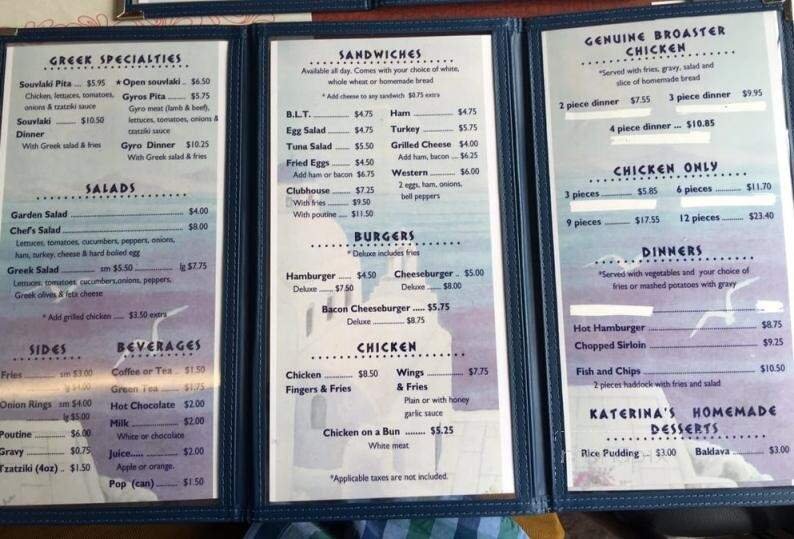 GREEK SPECIALTIES
Souvlaki Pita ... $5.95
Chicken, lettuces, tomatoes,
onions & tzatziki sauce
Souvlaki ........ $10.50
Dinner
With Greek salad & fries
★ Open souvlaki .. $6.50
Gyros Pita ........ $5.75
Gyro meat (lamb & beef),
lettuces, tomatoes, onions &
tzatziki sauce
Gyro Dinner $10.25
With Greek salad & fries
SALADS
Garden Salad ........ $4.00
Chef's Salad ........ $8.00
Lettuces, tomatoes, cucumbers, peppers, onions,
ham, turkey, cheese & hard boiled egg
Greek Salad ........ sm $5.50 ........ lg $7.75
Lettuces, tomatoes, cucumbers, onions, peppers,
Greek olives & feta cheese
* Add grilled chicken ..... $3.50 extra
SIDES
Fries ........ sm $3.00
lg $4.00
Onion Rings sm $4.00
lg $5.00
Poutine ........ $6.00
Gravy ........ $0.75
Tzatziki (4oz) .. $1.50
BEVERAGES
Coffee or Tea . $1.50
Green Tea ..... $1.75
Hot Chocolate $2.00
Milk ........ $2.00
White or chocolate
Juice..... $2.00
Apple or orange.
Pop (can) ........ $1.50
SANDWICHES
Available all day. Comes with your choice of white,
whole wheat or homemade bread
* Add cheese to any sandwich $0.75 extra
B.L.T. ........ $4.75
Egg Salad ..... $4.75
Tuna Salad ..... $5.50
Fried Eggs ..... $4.50
Add ham or bacon $6.75
Clubhouse ........ $7.25
With fries ........ $9.50
With poutine .... $11.50
Ham ........ $4.75
Turkey ........ $5.75
Grilled Cheese $4.00
Add ham, bacon ... $6.25
Western ........ $6.00
2 eggs, ham, onions,
bell peppers
BURGERS
* Deluxe includes fries
Hamburger ..... $4.50
Deluxe ...... $7.50
Cheeseburger .. $5.00
Deluxe ...... $8.00
Bacon Cheeseburger ..... $5.75
Deluxe ........ $8.75
CHICKEN
Chicken ........ $8.50
Fingers & Fries
Wings ........ $7.75
& Fries
Plain or with honey
garlic sauce
Chicken on a Bun ........ $5.25
White meat
*Applicable taxes are not included.
GENUINE BROASTER
CHICKEN
*Served with fries, gravy, salad and
slice of homemade bread
2 piece dinner $7.55
3 piece dinner $9.95
4 piece dinner ... $10.85
CHICKEN ONLY
3 pieces ........ $5.85
6 pieces ........ $11.70
9 pieces ........ $17.55
12 pieces ........ $23.40
DINNERS
*Served with vegetables and your choice of
fries or mashed potatoes with gravy
Hot Hamburger ........ $8.75
Chopped Sirloin ........ $9.25
Fish and Chips ........ $10.50
2 pieces haddock with fries and salad
KATERINA'S HOMEMADE
DESSERTS
Rice Pudding ... $3.00
Baklava ........ $3.00